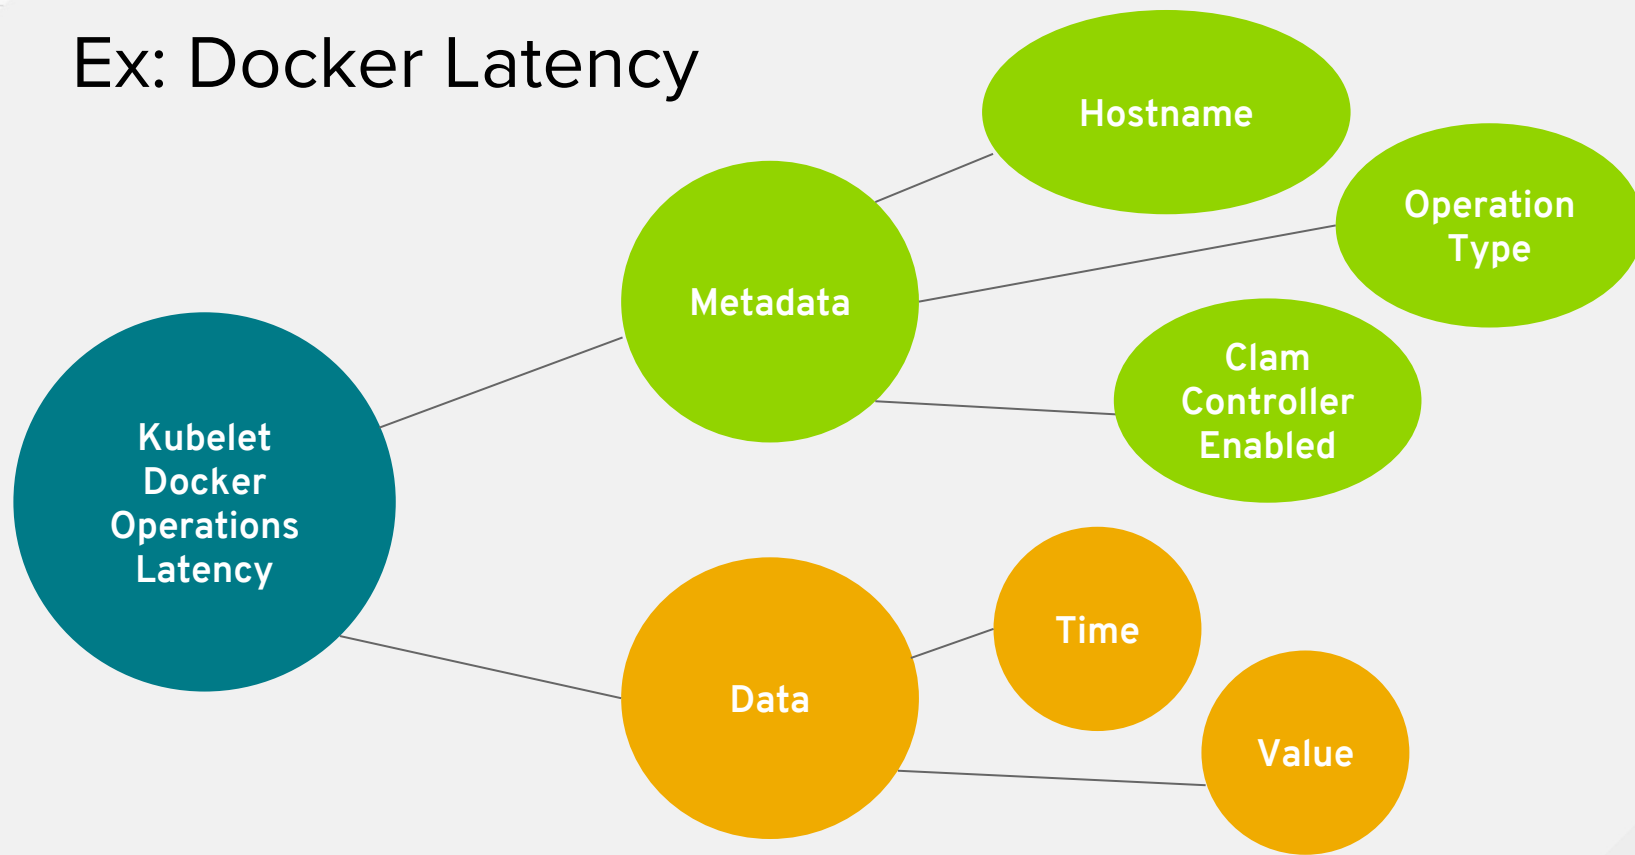 Ex: Docker Latency
Hostname
Operation
Type
Metadata
Clam
Controller
Enabled
Kubelet
Docker
Operations
Latency
Time
Data
Value